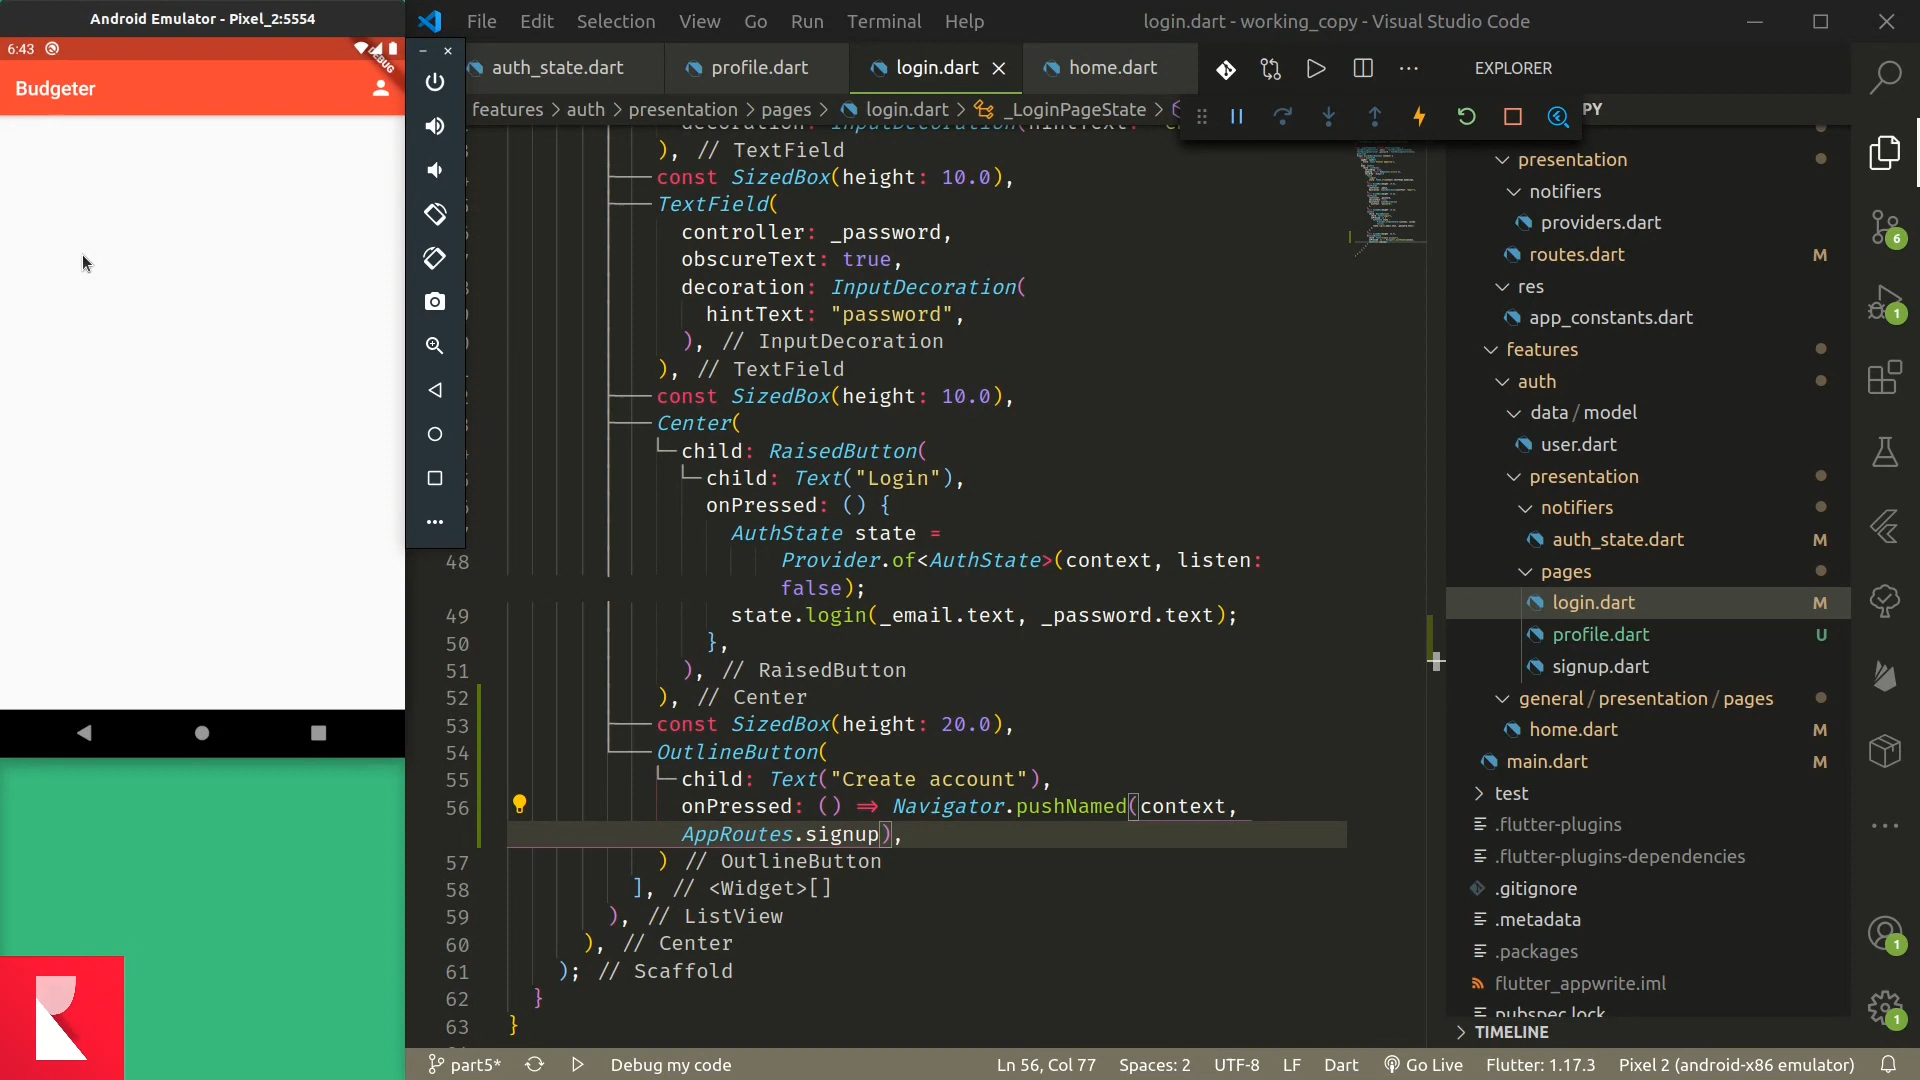 Android Emulator - Pixel_2:5554
6:43
DEBUG
Budgeter
File Edit Selection View Go Run Terminal Help
login.dart - working_copy - Visual Studio Code
auth_state.dart
profile.dart
login.dart
home.dart
features > auth > presentation > pages > login.dart > _LoginPageState >
), // TextField
const SizedBox(height: 10.0),
TextField(
controller: _password,
obscureText: true,
decoration: InputDecoration(
hintText: "password",
), // InputDecoration
), // TextField
const SizedBox(height: 10.0),
Center(
child: RaisedButton(
child: Text("Login"),
onPressed: () {
AuthState state =
48 Provider.of<AuthState>(context, listen:
false);
49 state.login(_email.text, _password.text);
50 },
51 ), // RaisedButton
52 ), // Center
53 const SizedBox(height: 20.0),
54 OutlineButton(
55 child: Text("Create account"),
56 onPressed: () => Navigator.pushNamed(context,
AppRoutes.signup),
57 ) // OutlineButton
58 ], // <Widget>[]
59 ), // ListView
60 ), // Center
61 ); // Scaffold
62 }
63 }
EXPLORER
PY
presentation
notifiers
providers.dart
routes.dart M
res
app_constants.dart
features
auth
data / model
user.dart
presentation
notifiers
auth_state.dart M
pages
login.dart M
profile.dart U
signup.dart
general / presentation / pages
home.dart M
main.dart M
test
.flutter-plugins
.flutter-plugins-dependencies
.gitignore
.metadata
.packages
flutter_appwrite.iml
pubspec.lock
TIMELINE
6
1
1
1
part5* Debug my code Ln 56, Col 77 Spaces: 2 UTF-8 LF Dart Go Live Flutter: 1.17.3 Pixel 2 (android-x86 emulator)